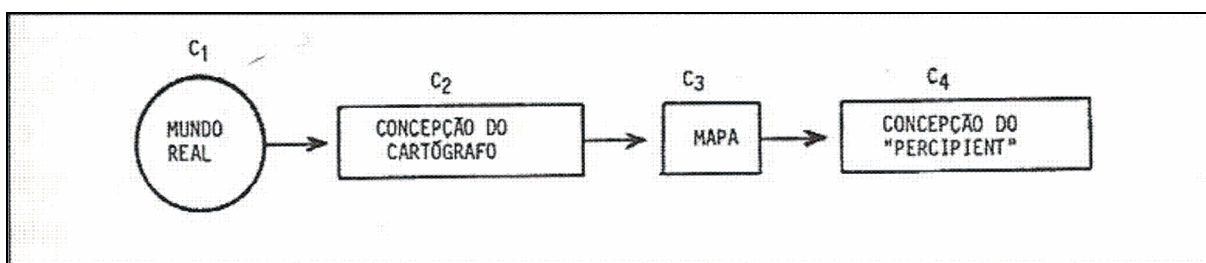 C1
MUNDO
REAL
C2
CONCEPÇÃO DO
CARTÓGRAFO
C3
MAPA
C4
CONCEPÇÃO DO
"PERCIPIENT"